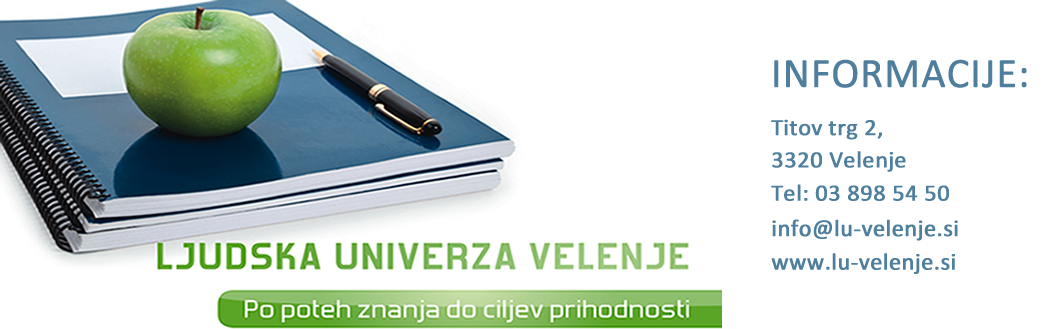 LJUDSKA UNIVERZA VELENJE
Po poteh znanja do ciljev prihodnosti
INFORMACIJE:
Titov trg 2,
3320 Velenje
Tel: 03 898 54 50
info@lu-velenje.si
www.lu-velenje.si